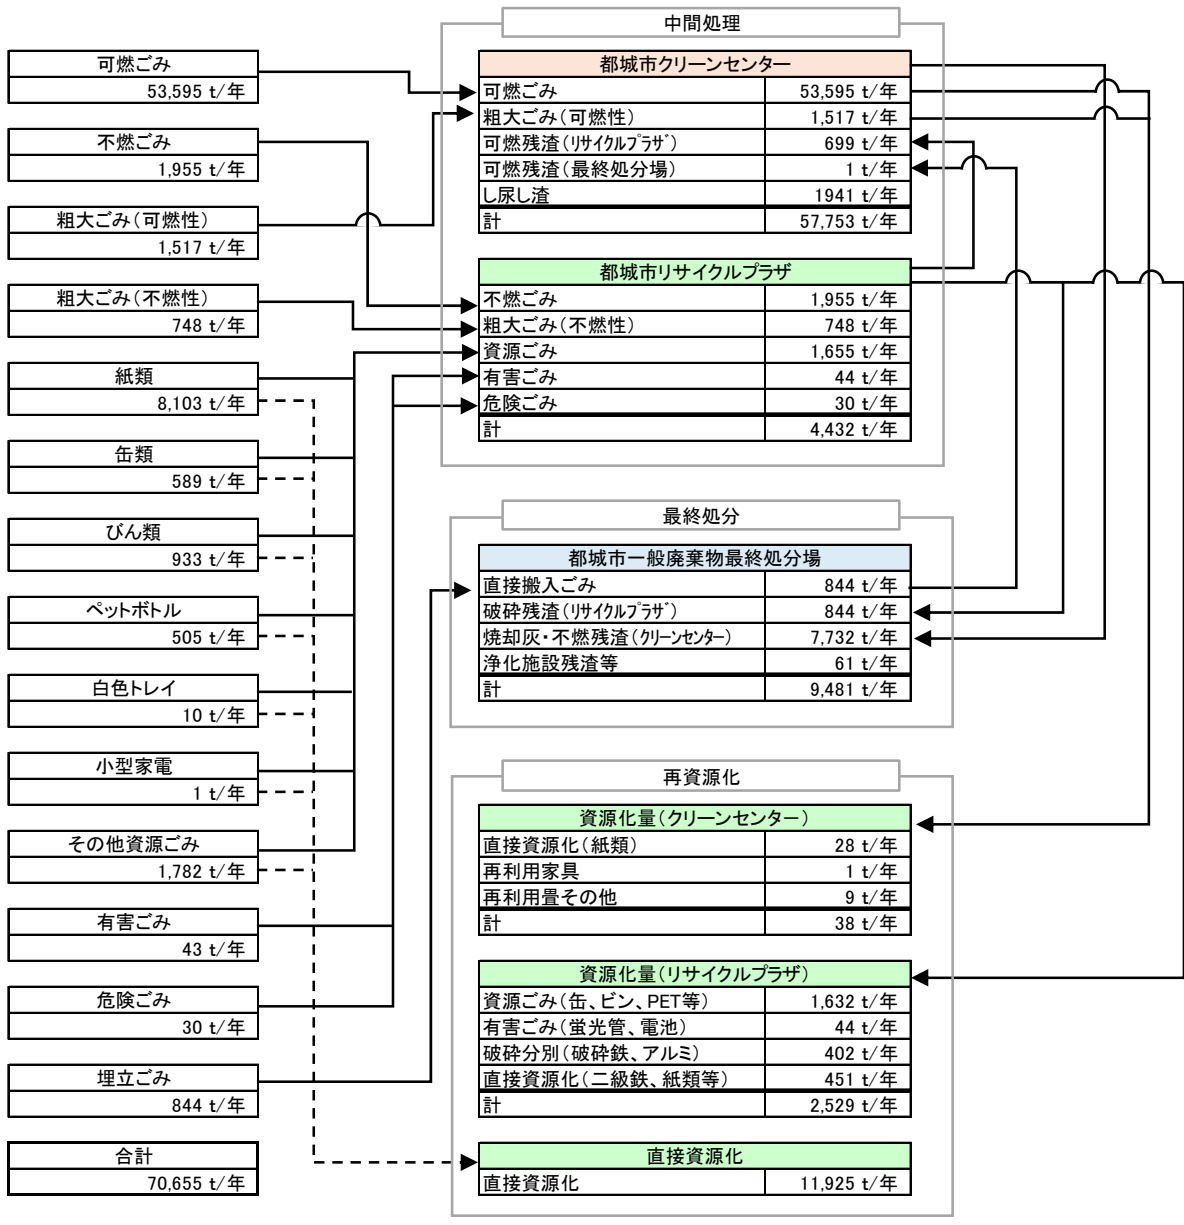 可燃ごみ
53,595 t/年
不燃ごみ
1,955 t/年
粗大ごみ(可燃性)
1,517 t/年
粗大ごみ(不燃性)
748 t/年
紙類
8,103 t/年
缶類
589 t/年
びん類
933 t/年
ペットボトル
505 t/年
白色トレイ
10 t/年
小型家電
1 t/年
その他資源ごみ
1,782 t/年
有害ごみ
43 t/年
危険ごみ
30 t/年
埋立ごみ
844 t/年
合計
70,655 t/年
中間処理
都城市クリーンセンター
可燃ごみ 53,595 t/年
粗大ごみ(可燃性) 1,517 t/年
可燃残渣(リサイクルプラザ) 699 t/年
可燃残渣(最終処分場) 1 t/年
し尿し渣 1941 t/年
計 57,753 t/年
都城市リサイクルプラザ
不燃ごみ 1,955 t/年
粗大ごみ(不燃性) 748 t/年
資源ごみ 1,655 t/年
有害ごみ 44 t/年
危険ごみ 30 t/年
計 4,432 t/年
最終処分
都城市一般廃棄物最終処分場
直接搬入ごみ 844 t/年
破砕残渣(リサイクルプラザ) 844 t/年
焼却灰・不燃残渣(クリーンセンター) 7,732 t/年
浄化施設残渣等 61 t/年
計 9,481 t/年
再資源化
資源化量(クリーンセンター)
直接資源化(紙類) 28 t/年
再利用家具 1 t/年
再利用畳その他 9 t/年
計 38 t/年
資源化量(リサイクルプラザ)
資源ごみ(缶、ビン、PET等) 1,632 t/年
有害ごみ(蛍光管、電池) 44 t/年
破砕分別(破砕鉄、アルミ) 402 t/年
直接資源化(二級鉄、紙類等) 451 t/年
計 2,529 t/年
直接資源化
直接資源化 11,925 t/年